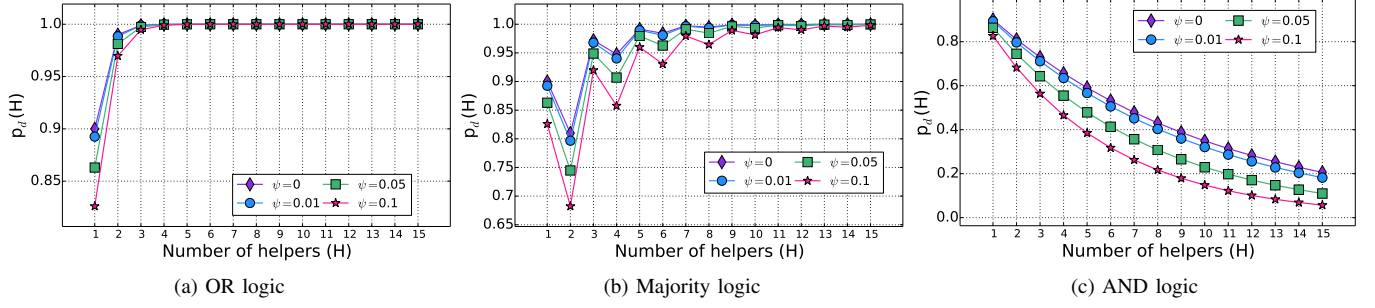 1.0
0.95
0.9
0.85
p_d(H)
ψ=0
ψ=0.05
ψ=0.01
ψ=0.1
1 2 3 4 5 6 7 8 9 10 11 12 13 14 15
Number of helpers (H)
(a) OR logic
1.0
0.95
0.90
0.85
0.8
0.75
0.7
0.65
p_d(H)
ψ=0
ψ=0.05
ψ=0.01
ψ=0.1
1 2 3 4 5 6 7 8 9 10 11 12 13 14 15
Number of helpers (H)
(b) Majority logic
0.8
0.6
0.4
0.2
0.0
p_d(H)
ψ=0
ψ=0.05
ψ=0.01
ψ=0.1
1 2 3 4 5 6 7 8 9 10 11 12 13 14 15
Number of helpers (H)
(c) AND logic